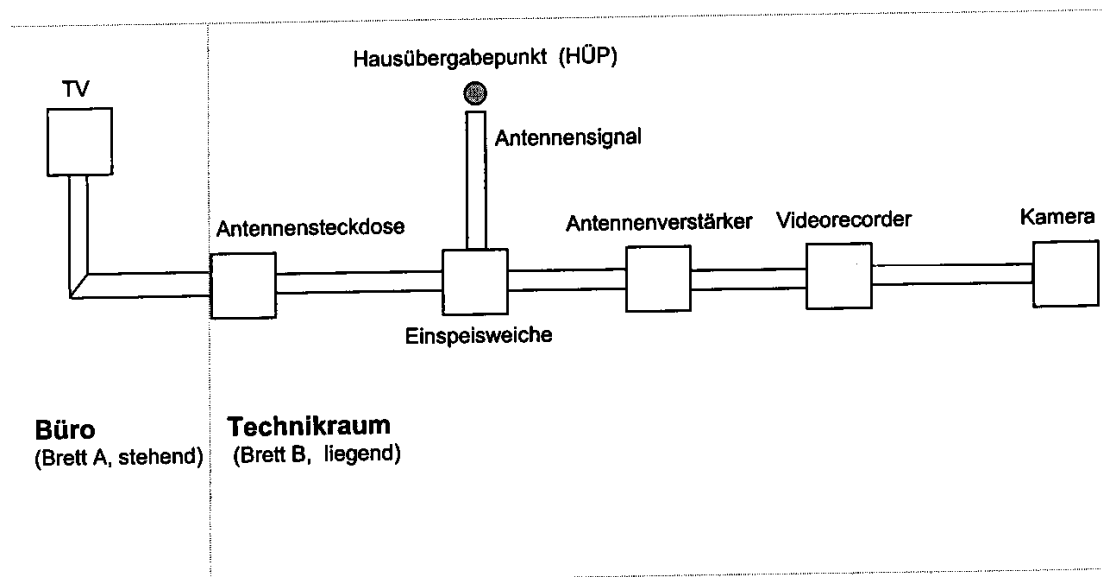 Hausübergabepunkt (HÜP)
TV
Antennensignal
Antennensteckdose
Antennenverstärker
Videorecorder
Kamera
Einspeisweiche
Büro
(Brett A, stehend)
Technikraum
(Brett B, liegend)